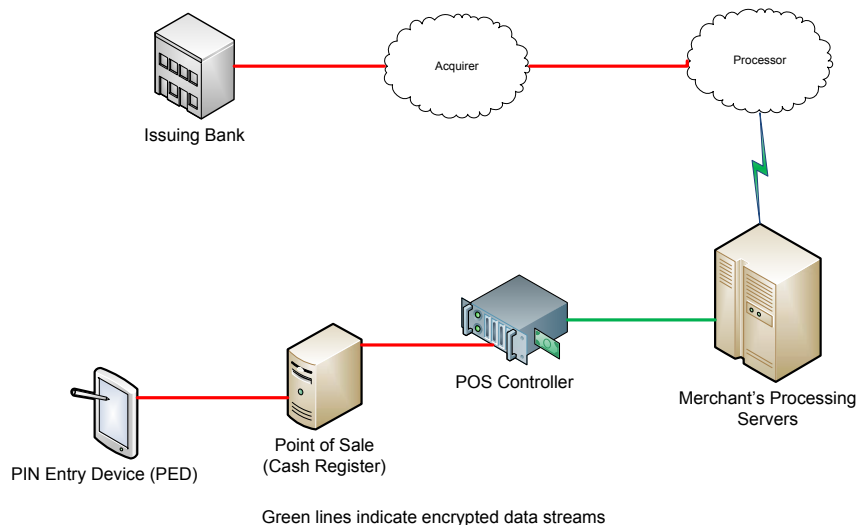 Acquirer
Processor
Issuing Bank
POS Controller
Merchant's Processing
Servers
Point of Sale
(Cash Register)
PIN Entry Device (PED)
Green lines indicate encrypted data streams